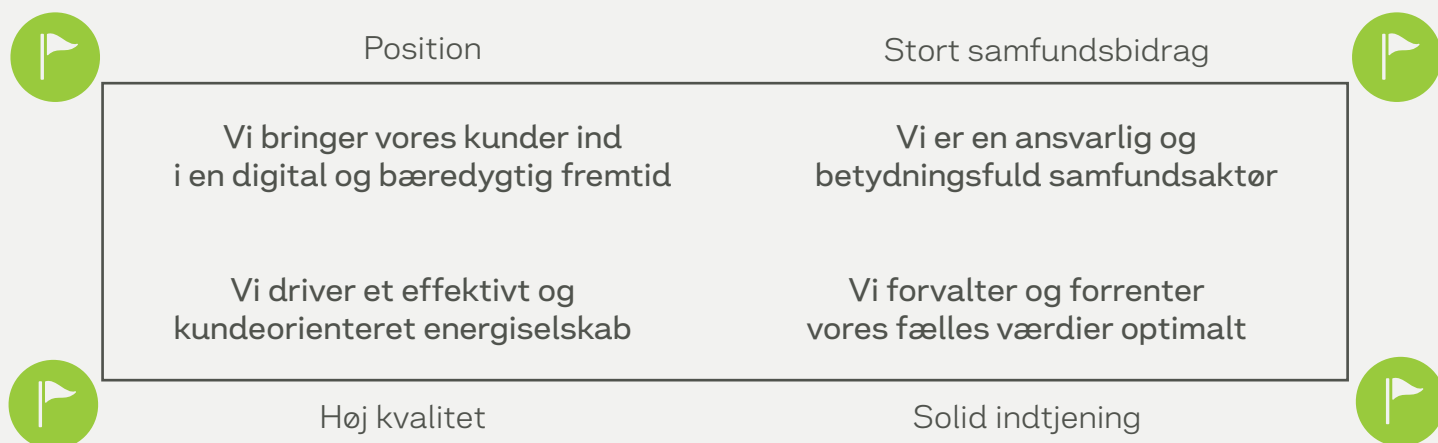 Position
Stort samfundsbidrag
Vi bringer vores kunder ind
i en digital og bæredygtig fremtid
Vi er en ansvarlig og
betydningsfuld samfundsaktør
Vi driver et effektivt og
kundeorienteret energiselskab
Vi forvalter og forrenter
vores fælles værdier optimalt
Høj kvalitet
Solid indtjening